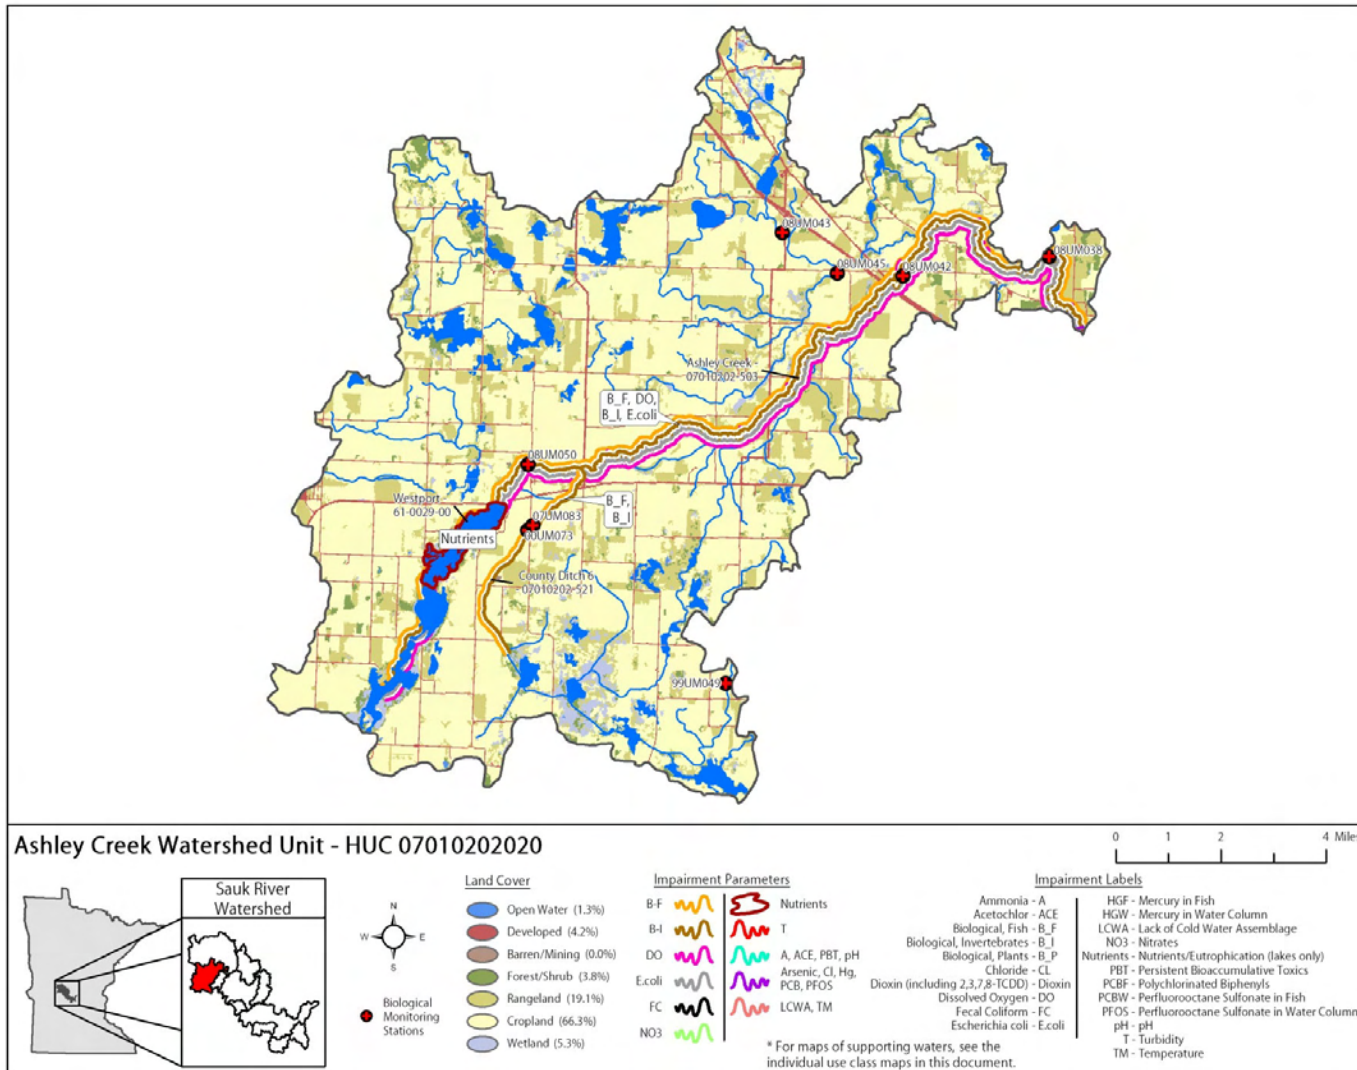 08UM043
08UM038
08UM045
08UM042
Ashley Creek -
07010202-503
B_F, DO,
B_I, E.coli
08UM050
Westport -
61-0029-00
B_F,
B_I
07UM083
00UM073
Nutrients
County Ditch 6
- 07010202-521
99UM049
Ashley Creek Watershed Unit - HUC 07010202020
0 1 2 4 Miles
Sauk River
Watershed
N
W E
S
Biological
Monitoring
Stations
Land Cover
Open Water (1.3%)
Developed (4.2%)
Barren/Mining (0.0%)
Forest/Shrub (3.8%)
Rangeland (19.1%)
Cropland (66.3%)
Wetland (5.3%)
Impairment Parameters
B-F
B-I
DO
E.coli
FC
NO3
Nutrients
T
A, ACE, PBT, pH
Arsenic, Cl, Hg,
PCB, PFOS
LCWA, TM
* For maps of supporting waters, see the
individual use class maps in this document.
Impairment Labels
Ammonia - A
Acetochlor - ACE
Biological, Fish - B_F
Biological, Invertebrates - B_I
Biological, Plants - B_P
Chloride - CL
Dioxin (including 2,3,7,8-TCDD) - Dioxin
Dissolved Oxygen - DO
Fecal Coliform - FC
Escherichia coli - E.coli
HGF - Mercury in Fish
HGW - Mercury in Water Column
LCWA - Lack of Cold Water Assemblage
NO3 - Nitrates
Nutrients - Nutrients/Eutrophication (lakes only)
PBT - Persistent Bioaccumulative Toxics
PCBF - Polychlorinated Biphenyls
PCBW - Perfluorooctane Sulfonate in Fish
PFOS - Perfluorooctane Sulfonate in Water Column
pH - pH
T - Turbidity
TM - Temperature